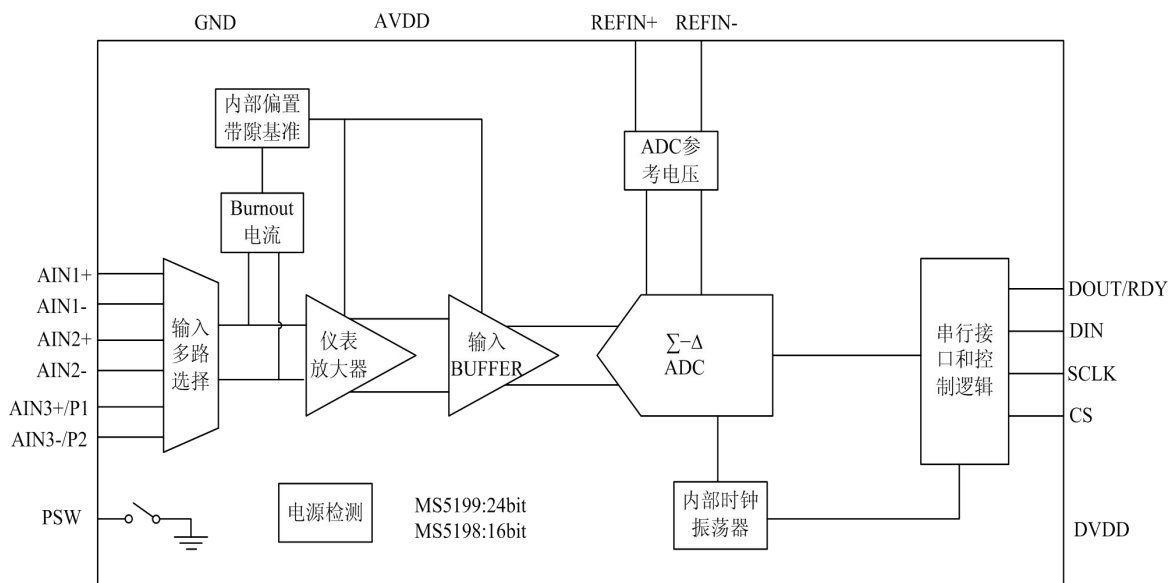 GND
AVDD
REFIN+
REFIN-
内部偏置
带隙基准
ADC参
考电压
Burnout
电流
AIN1+
AIN1-
AIN2+
AIN2-
AIN3+/P1
AIN3-/P2
输入
多路
选择
仪表
放大器
输入
BUFFER
∑-Δ
ADC
串行接
口和控
制逻辑
DOUT/RDY
DIN
SCLK
CS
PSW
电源检测
MS5199:24bit
MS5198:16bit
内部时钟
振荡器
DVDD